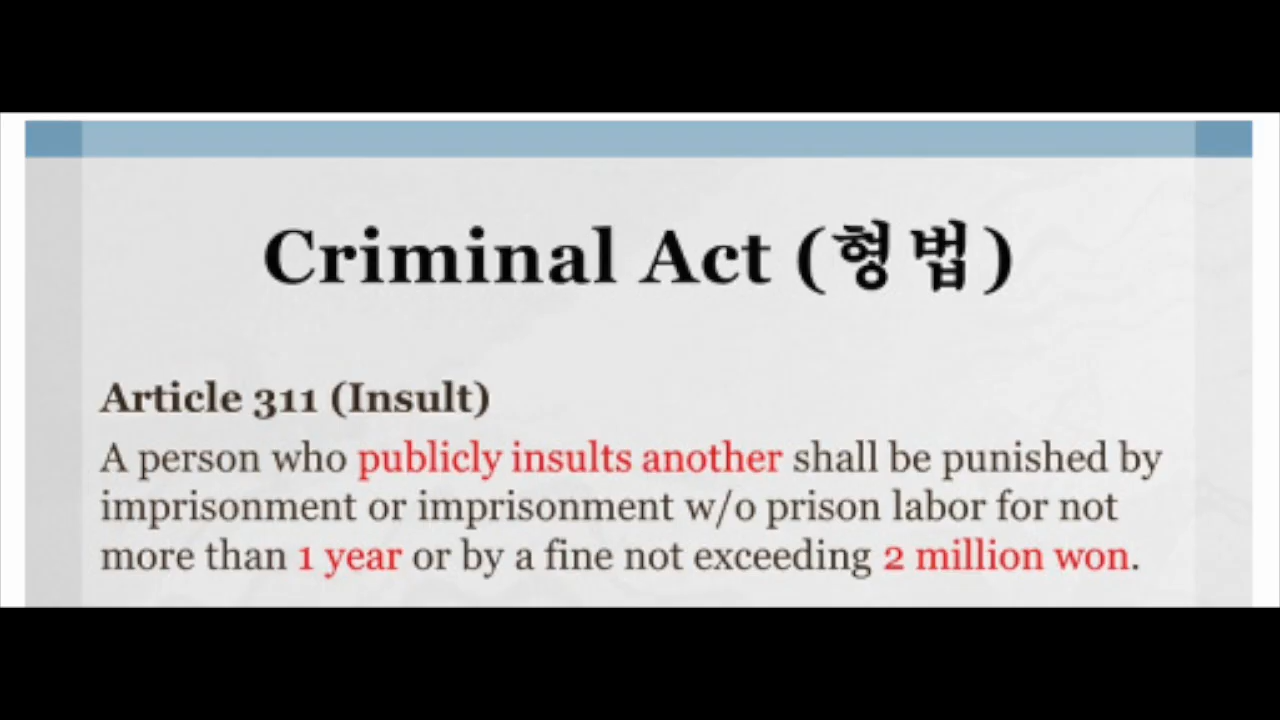 Criminal Act (형법)
Article 311 (Insult)
A person who publicly insults another shall be punished by
imprisonment or imprisonment w/o prison labor for not
more than 1 year or by a fine not exceeding 2 million won.